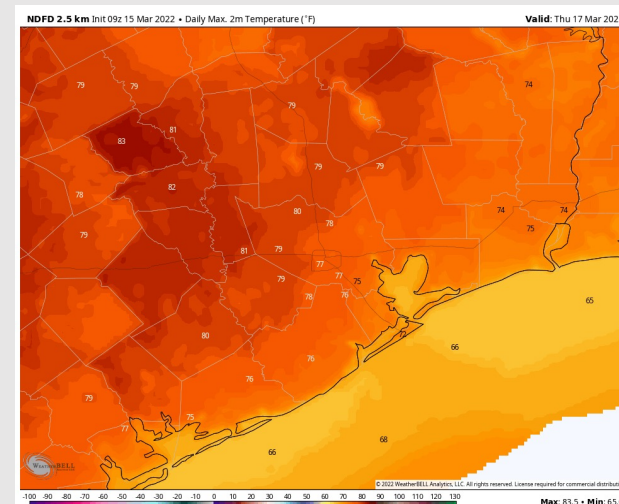 NDFD 2.5 km Init 09z 15 Mar 2022 • Daily Max. 2m Temperature (°F)
Valid: Thu 17 Mar 202
79 79 74
79
83 81
79 79
82
78
80 74 74
78 75
79
81 79
77
79 77 75
78 76 65
80 72
66
76
76
79
75
77
66 68
WeatherBELL
© 2022 WeatherBELL Analytics, LLC. All rights reserved. License required for commercial distributi
-100 -90 -80 -70 -60 -50 -40 -30 -20 -10 0 10 20 30 40 50 60 70 80 90 100 110 120 130
Max: 83.5 • Min: 65.